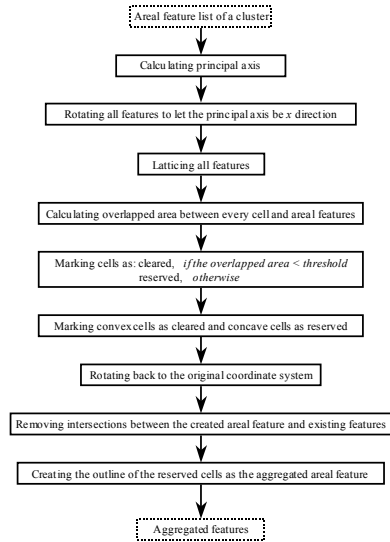 Areal feature list of a cluster
Calculating principal axis
Rotating all features to let the principal axis be x direction
Latticing all features
Calculating overlapped area between every cell and areal features
Marking cells as: cleared, if the overlapped area < threshold
reserved, otherwise
Marking convex cells as cleared and concave cells as reserved
Rotating back to the original coordinate system
Removing intersections between the created areal feature and existing features
Creating the outline of the reserved cells as the aggregated areal feature
Aggregated features